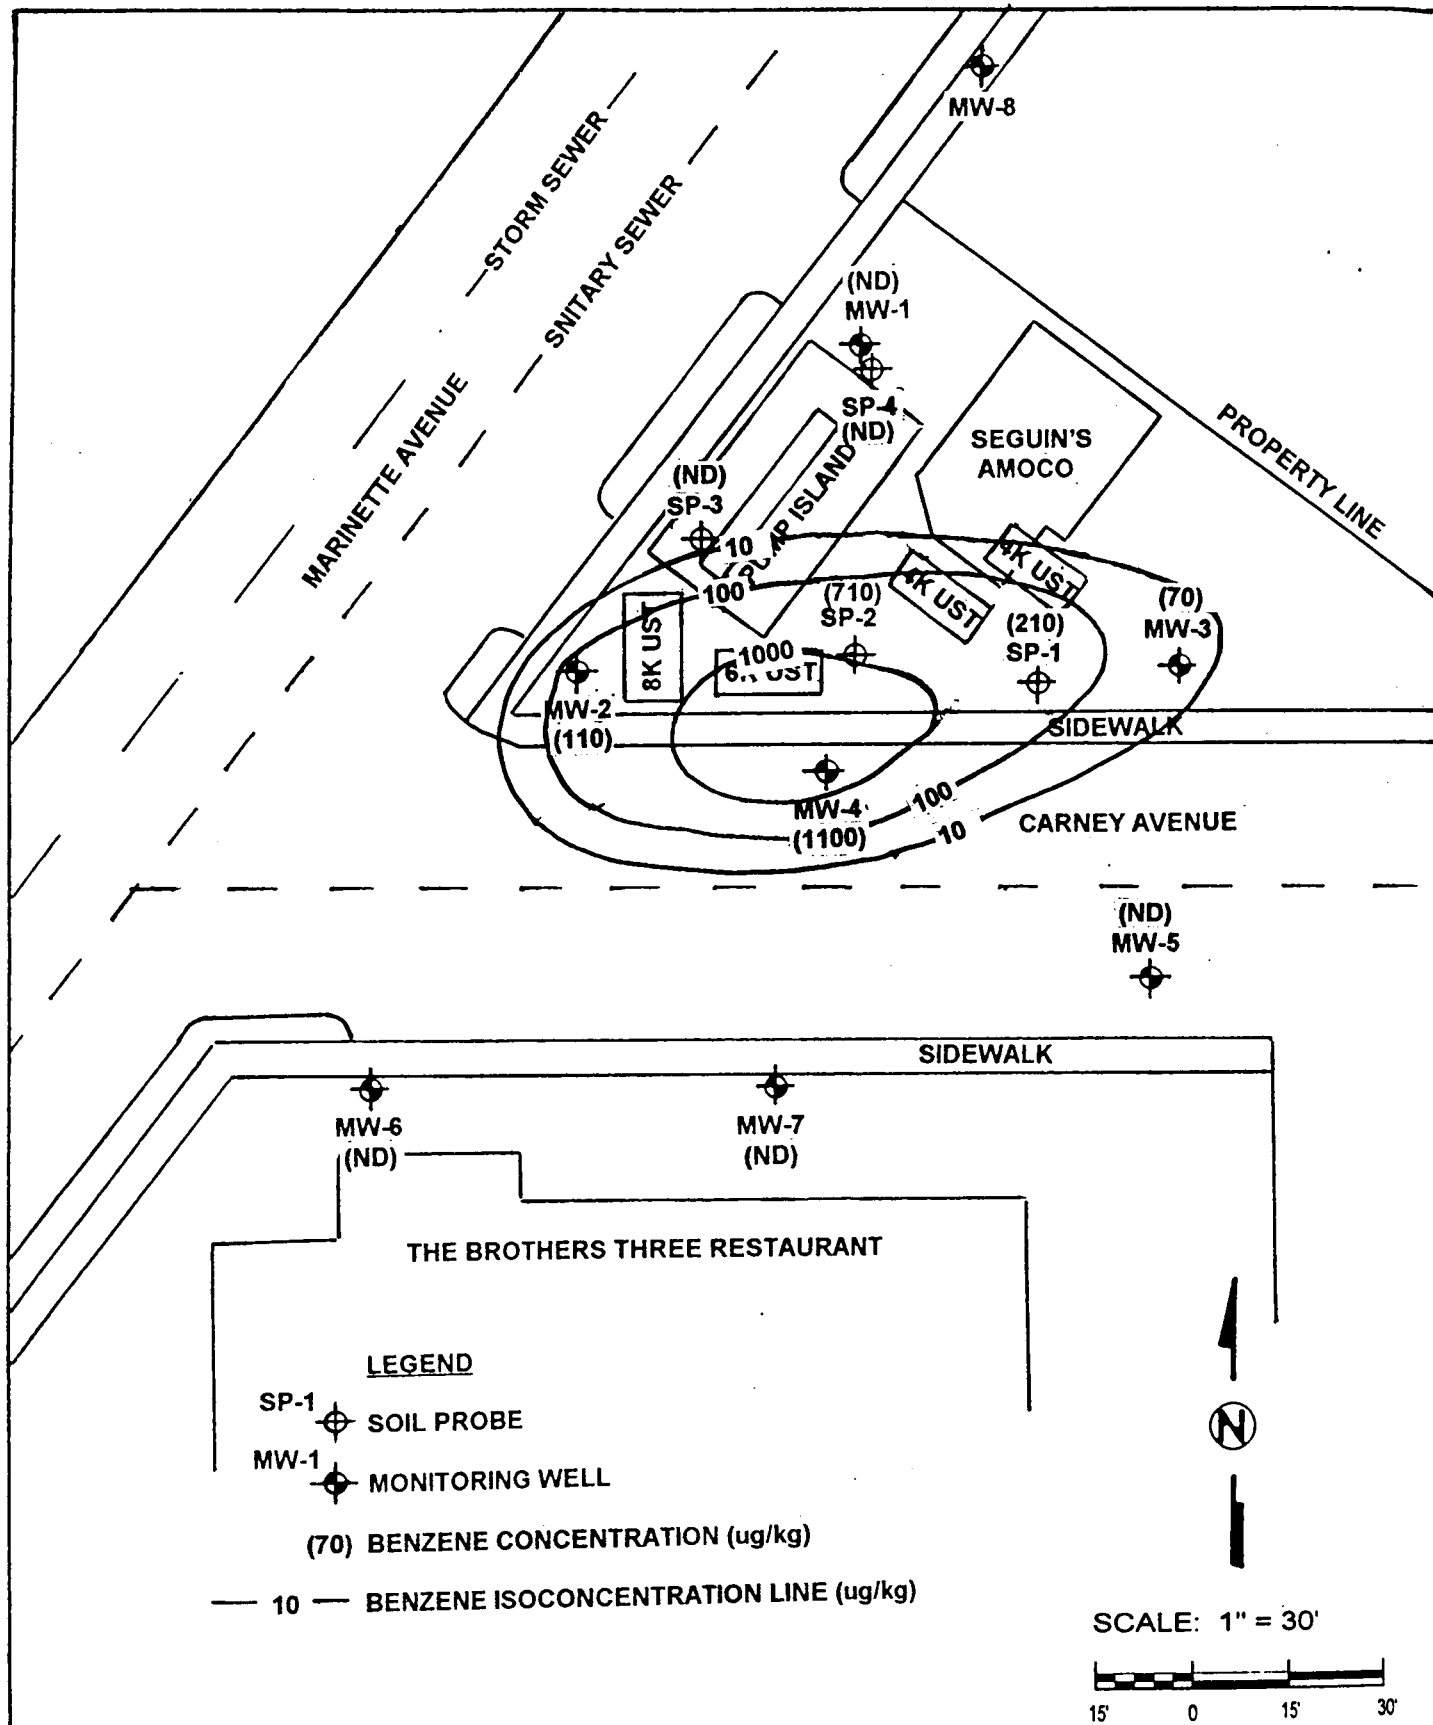 MW-8
STORM SEWER
SNITARY SEWER
MARINETTE AVENUE
(ND)
MW-1
SP-4
(ND)
SEGUIN'S
AMOCO
PROPERTY LINE
(ND)
SP-3
PUMP ISLAND
10
100
4K UST
4K UST
(710)
SP-2
(210)
SP-1
(70)
MW-3
8K UST
1000
6K UST
MW-2
(110)
SIDEWALK
MW-4
(1100)
100
10
CARNEY AVENUE
(ND)
MW-5
SIDEWALK
MW-6
(ND)
MW-7
(ND)
THE BROTHERS THREE RESTAURANT
LEGEND
SP-1
SOIL PROBE
MW-1
MONITORING WELL
(70) BENZENE CONCENTRATION (ug/kg)
10 BENZENE ISOCONCENTRATION LINE (ug/kg)
N
SCALE: 1" = 30'
15' 0 15' 30'